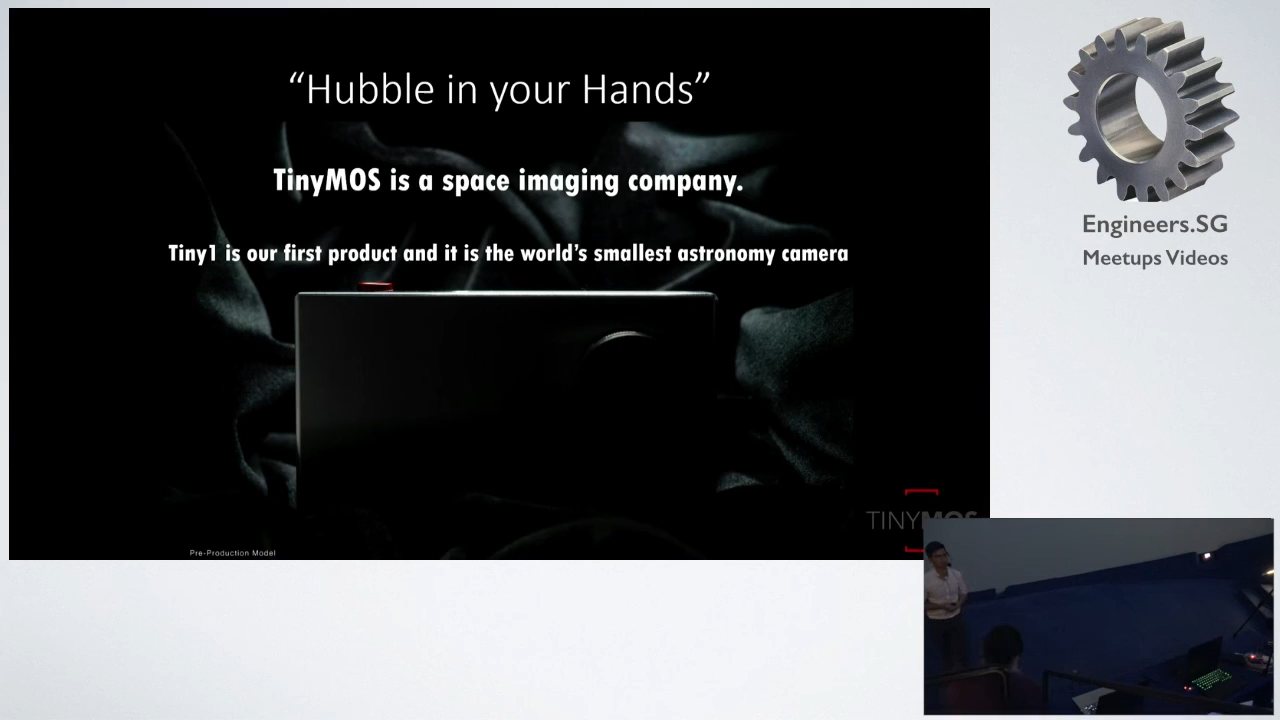 “Hubble in your Hands”
TinyMOS is a space imaging company.
Tiny1 is our first product and it is the world’s smallest astronomy camera
TINYMOS
Pre-Production Model
Engineers.SG
Meetups Videos